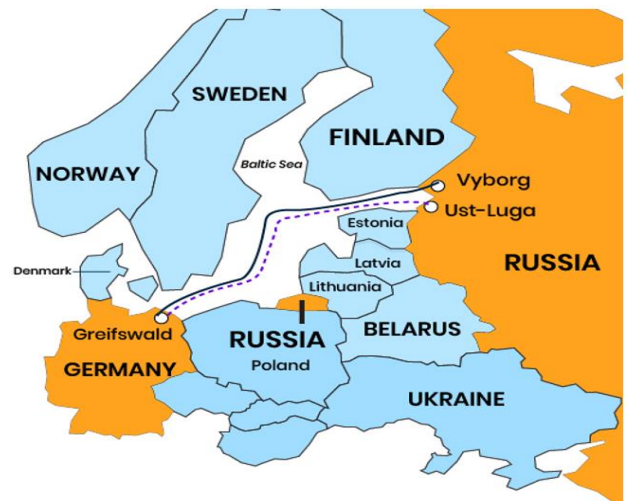 SWEDEN
FINLAND
NORWAY
Baltic Sea
Vyborg
Ust-Luga
Estonia
Denmark
Latvia
RUSSIA
Lithuania
Greifswald
RUSSIA
BELARUS
GERMANY
Poland
UKRAINE